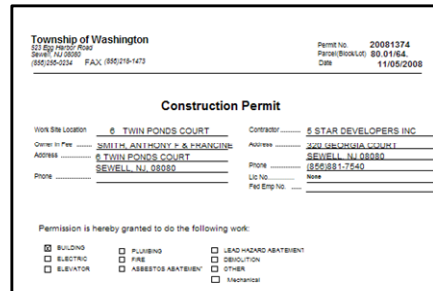 Township of Washington
523 Egg Harbor Road
Sewell, NJ 08080
(856)256-0234 FAX (856)218-1473
Permit No. 20081374
Parcel(Block/Lot) 80.01/64.
Date 11/05/2008
Construction Permit
Work Site Location 6 TWIN PONDS COURT
Owner in Fee SMITH, ANTHONY F & FRANCINE
Address 6 TWIN PONDS COURT
SEWELL, NJ. 08080
Phone
Contractor 5 STAR DEVELOPERS INC
Address 320 GEORGIA COURT
SEWELL, NJ 08080
Phone (856)881-7540
Lic No. None
Fed Emp No.
Permission is hereby granted to do the following work:
BUILDING PLUMBING LEAD HAZARD ABATEMENT
ELECTRIC FIRE DEMOLITION
ELEVATOR ASBESTOS ABATEMEN' OTHER
Mechanical